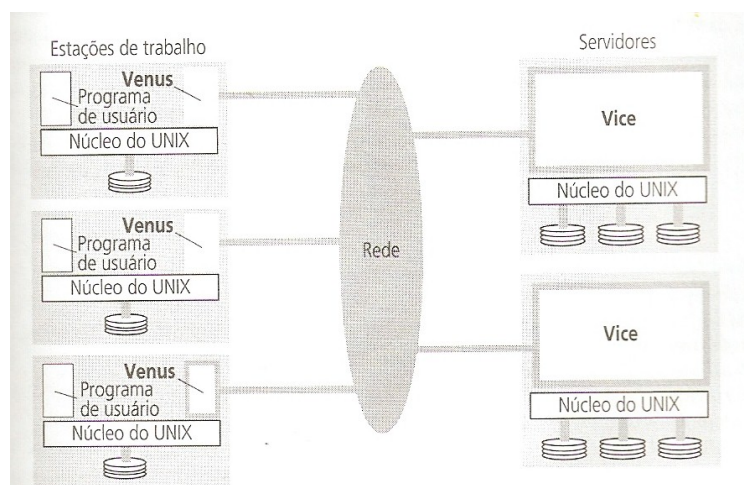 Estações de trabalho
Venus
Programa
de usuário
Núcleo do UNIX
Venus
Programa
de usuário
Núcleo do UNIX
Venus
Programa
de usuário
Núcleo do UNIX
Rede
Servidores
Vice
Núcleo do UNIX
Vice
Núcleo do UNIX